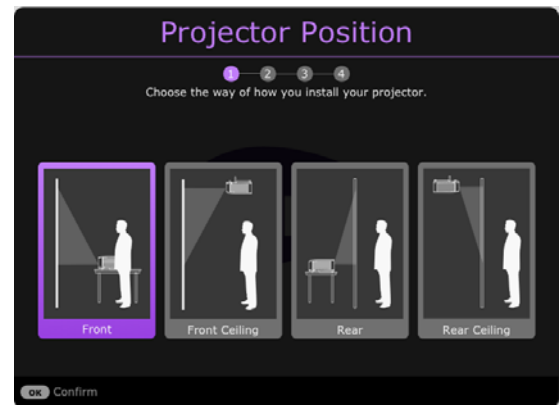 Projector Position
1 2 3 4
Choose the way of how you install your projector.
Front Front Ceiling Rear Rear Ceiling
OK Confirm